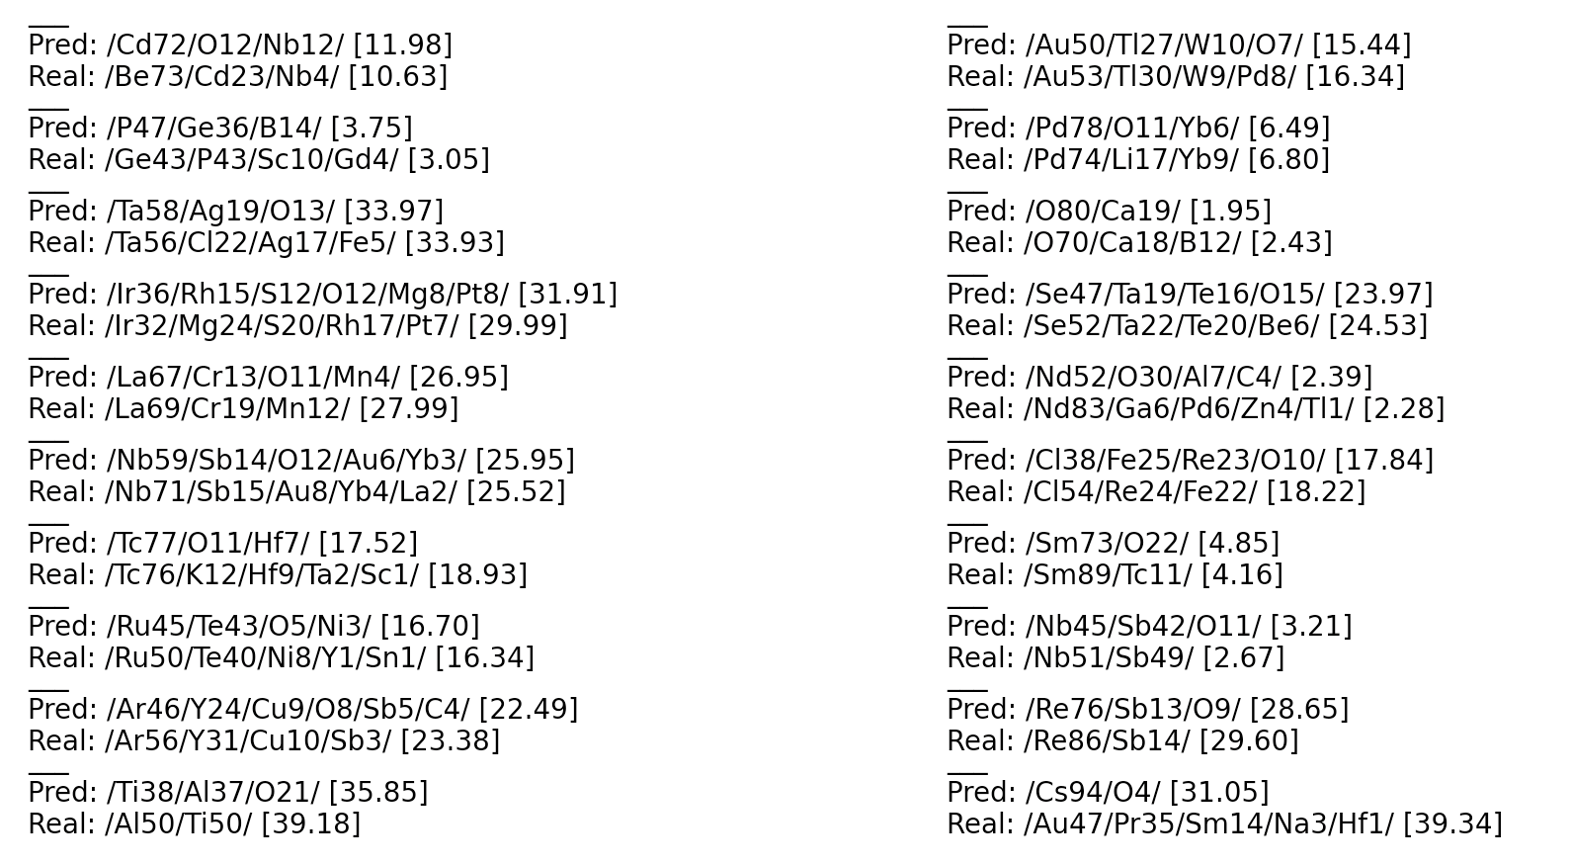 Pred: /Cd72/O12/Nb12/ [11.98]
Real: /Be73/Cd23/Nb4/ [10.63]
Pred: /P47/Ge36/B14/ [3.75]
Real: /Ge43/P43/Sc10/Gd4/ [3.05]
Pred: /Ta58/Ag19/O13/ [33.97]
Real: /Ta56/Cl22/Ag17/Fe5/ [33.93]
Pred: /Ir36/Rh15/S12/O12/Mg8/Pt8/ [31.91]
Real: /Ir32/Mg24/S20/Rh17/Pt7/ [29.99]
Pred: /La67/Cr13/O11/Mn4/ [26.95]
Real: /La69/Cr19/Mn12/ [27.99]
Pred: /Nb59/Sb14/O12/Au6/Yb3/ [25.95]
Real: /Nb71/Sb15/Au8/Yb4/La2/ [25.52]
Pred: /Tc77/O11/Hf7/ [17.52]
Real: /Tc76/K12/Hf9/Ta2/Sc1/ [18.93]
Pred: /Ru45/Te43/O5/Ni3/ [16.70]
Real: /Ru50/Te40/Ni8/Y1/Sn1/ [16.34]
Pred: /Ar46/Y24/Cu9/O8/Sb5/C4/ [22.49]
Real: /Ar56/Y31/Cu10/Sb3/ [23.38]
Pred: /Ti38/Al37/O21/ [35.85]
Real: /Al50/Ti50/ [39.18]
Pred: /Au50/Tl27/W10/O7/ [15.44]
Real: /Au53/Tl30/W9/Pd8/ [16.34]
Pred: /Pd78/O11/Yb6/ [6.49]
Real: /Pd74/Li17/Yb9/ [6.80]
Pred: /O80/Ca19/ [1.95]
Real: /O70/Ca18/B12/ [2.43]
Pred: /Se47/Ta19/Te16/O15/ [23.97]
Real: /Se52/Ta22/Te20/Be6/ [24.53]
Pred: /Nd52/O30/Al7/C4/ [2.39]
Real: /Nd83/Ga6/Pd6/Zn4/Tl1/ [2.28]
Pred: /Cl38/Fe25/Re23/O10/ [17.84]
Real: /Cl54/Re24/Fe22/ [18.22]
Pred: /Sm73/O22/ [4.85]
Real: /Sm89/Tc11/ [4.16]
Pred: /Nb45/Sb42/O11/ [3.21]
Real: /Nb51/Sb49/ [2.67]
Pred: /Re76/Sb13/O9/ [28.65]
Real: /Re86/Sb14/ [29.60]
Pred: /Cs94/O4/ [31.05]
Real: /Au47/Pr35/Sm14/Na3/Hf1/ [39.34]